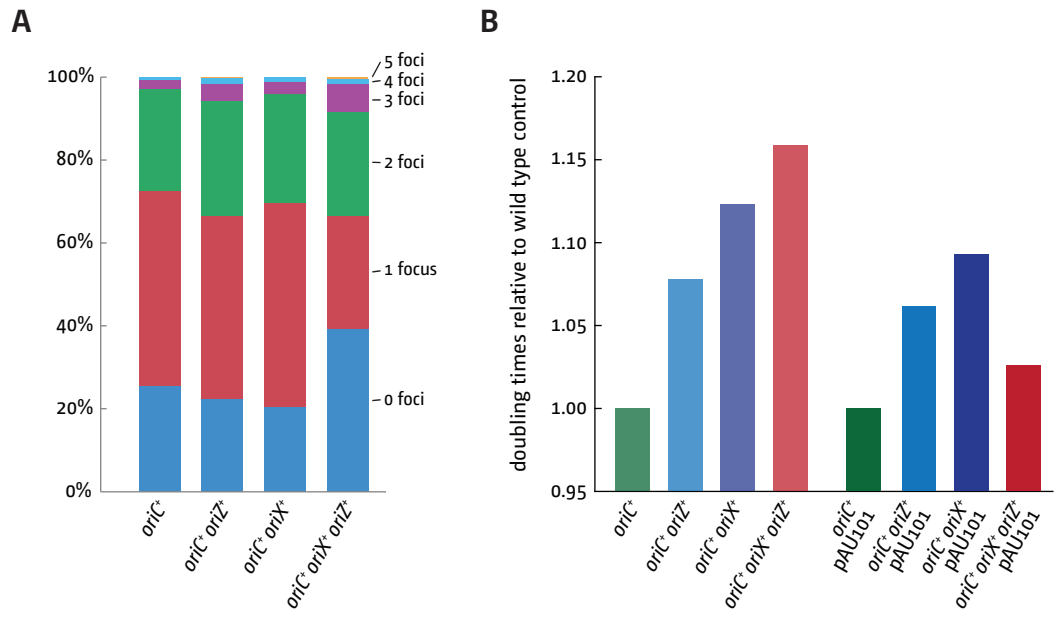 A
100%
80%
60%
40%
20%
0%
5 foci
4 foci
3 foci
2 foci
1 focus
0 foci
oriC⁺
oriC⁺ oriZ⁺
oriC⁺ oriX⁺
oriC⁺ oriX⁺ oriZ⁺
B
doubling times relative to wild type control
1.20
1.15
1.10
1.05
1.00
0.95
oriC⁺
oriC⁺ oriZ⁺
oriC⁺ oriX⁺
oriC⁺ oriX⁺ oriZ⁺
oriC⁺
pAU101
oriC⁺ oriZ⁺
pAU101
oriC⁺ oriX⁺
pAU101
oriC⁺ oriX⁺ oriZ⁺
pAU101